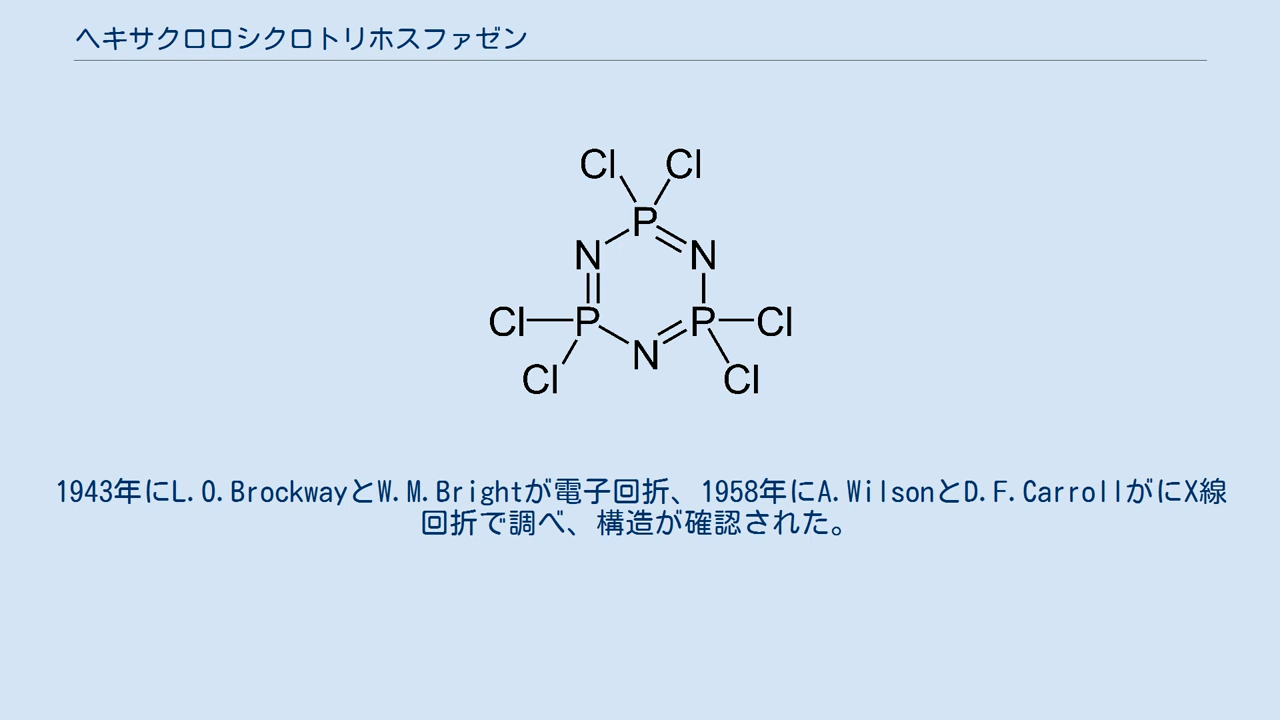 ヘキサクロロシクロトリホスファゼン
Cl Cl
P
N N
Cl P P Cl
N
Cl Cl
1943年にL.O.BrockwayとW.M.Brightが電子回折、1958年にA.WilsonとD.F.CarrollがにX線
回折で調べ、構造が確認された。